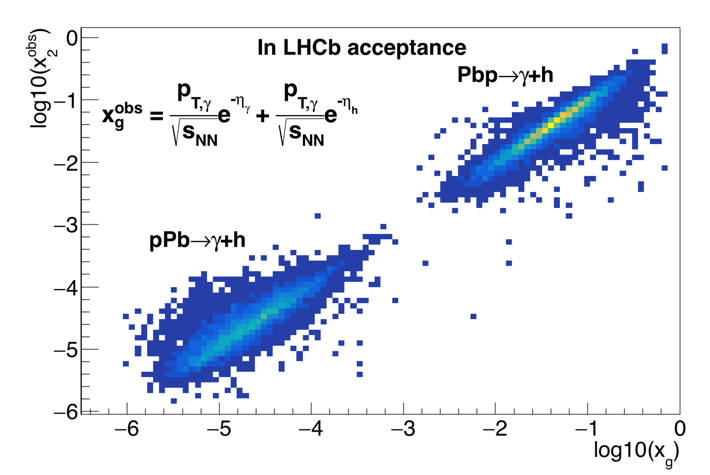 In LHCb acceptance
Pbp→γ+h
x_g^obs = p_T,γ/√s_NN e^-η_γ + p_T,γ/√s_NN e^-η_h
pPb→γ+h
log10(x_2^obs)
0
−1
−2
−3
−4
−5
−6
−6 −5 −4 −3 −2 −1 0
log10(x_g)